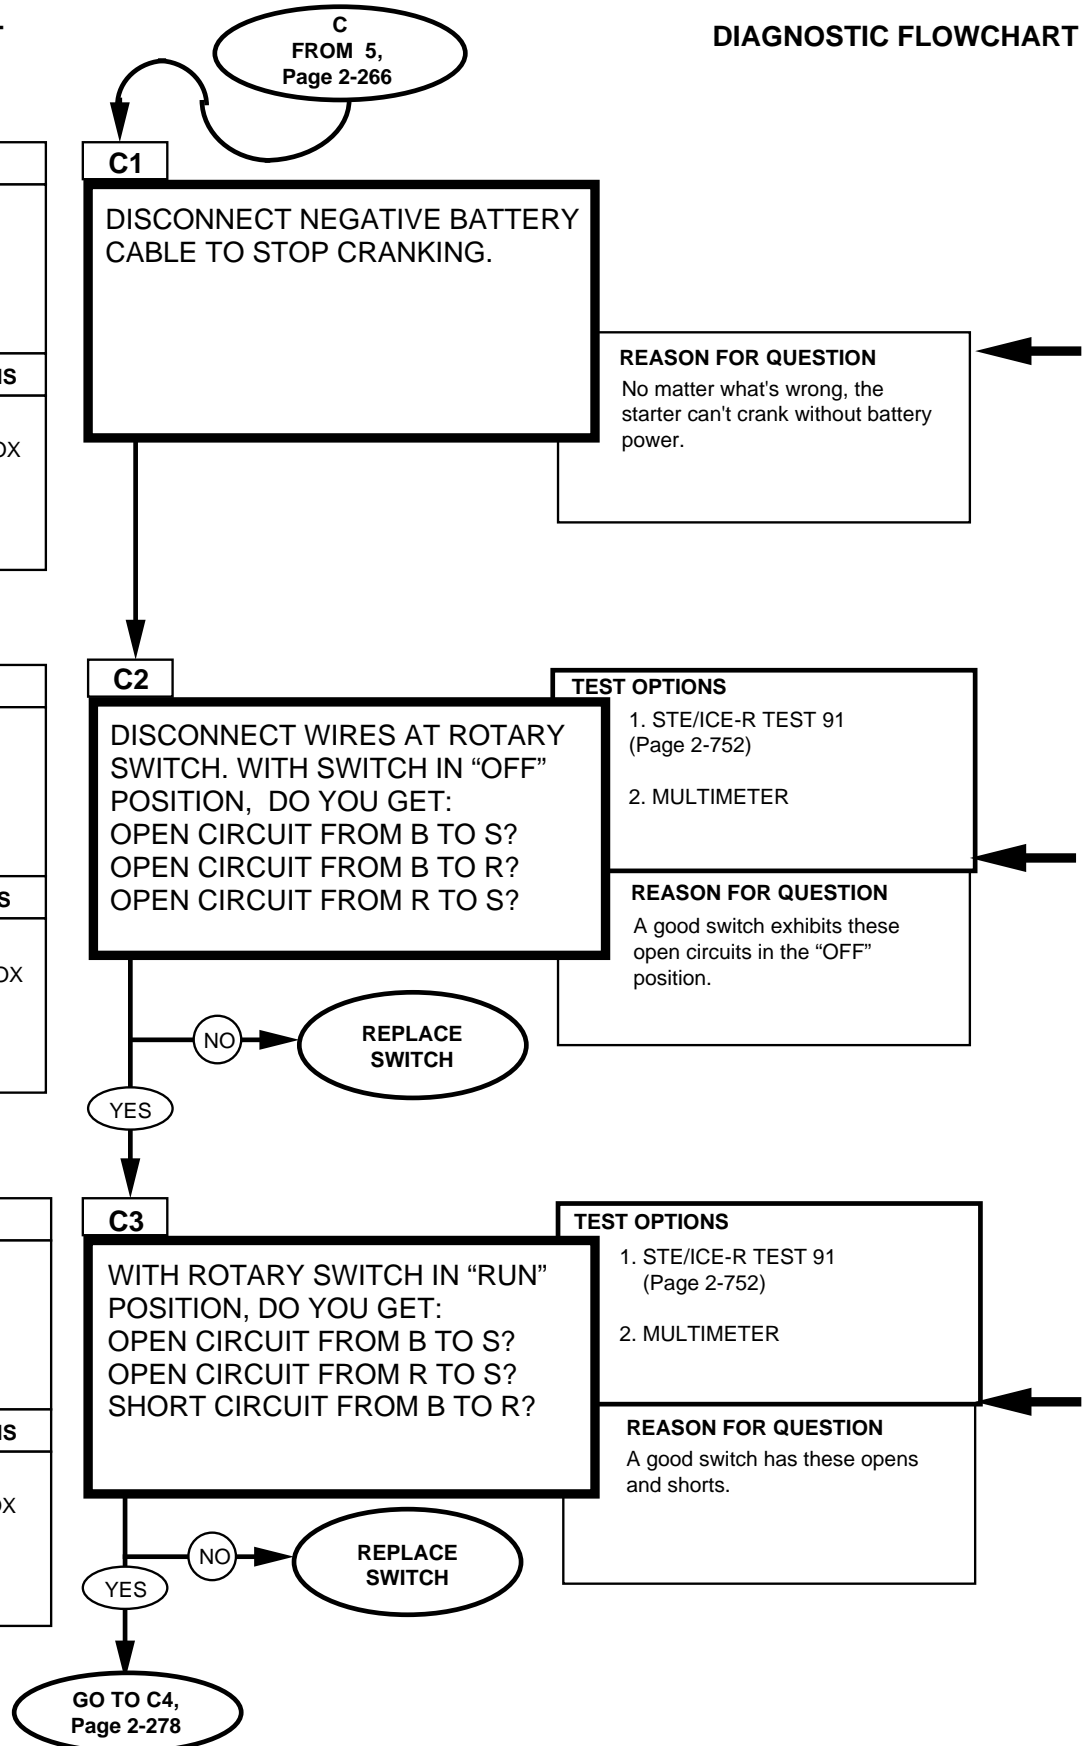 DIAGNOSTIC FLOWCHART
C
FROM 5,
Page 2-266
C1
DISCONNECT NEGATIVE BATTERY
CABLE TO STOP CRANKING.
REASON FOR QUESTION
No matter what's wrong, the
starter can't crank without battery
power.
C2
DISCONNECT WIRES AT ROTARY
SWITCH. WITH SWITCH IN “OFF”
POSITION, DO YOU GET:
OPEN CIRCUIT FROM B TO S?
OPEN CIRCUIT FROM B TO R?
OPEN CIRCUIT FROM R TO S?
TEST OPTIONS
1. STE/ICE-R TEST 91
(Page 2-752)
2. MULTIMETER
REASON FOR QUESTION
A good switch exhibits these
open circuits in the “OFF”
position.
NO
REPLACE
SWITCH
YES
C3
WITH ROTARY SWITCH IN “RUN”
POSITION, DO YOU GET:
OPEN CIRCUIT FROM B TO S?
OPEN CIRCUIT FROM R TO S?
SHORT CIRCUIT FROM B TO R?
TEST OPTIONS
1. STE/ICE-R TEST 91
(Page 2-752)
2. MULTIMETER
REASON FOR QUESTION
A good switch has these opens
and shorts.
NO
REPLACE
SWITCH
YES
GO TO C4,
Page 2-278